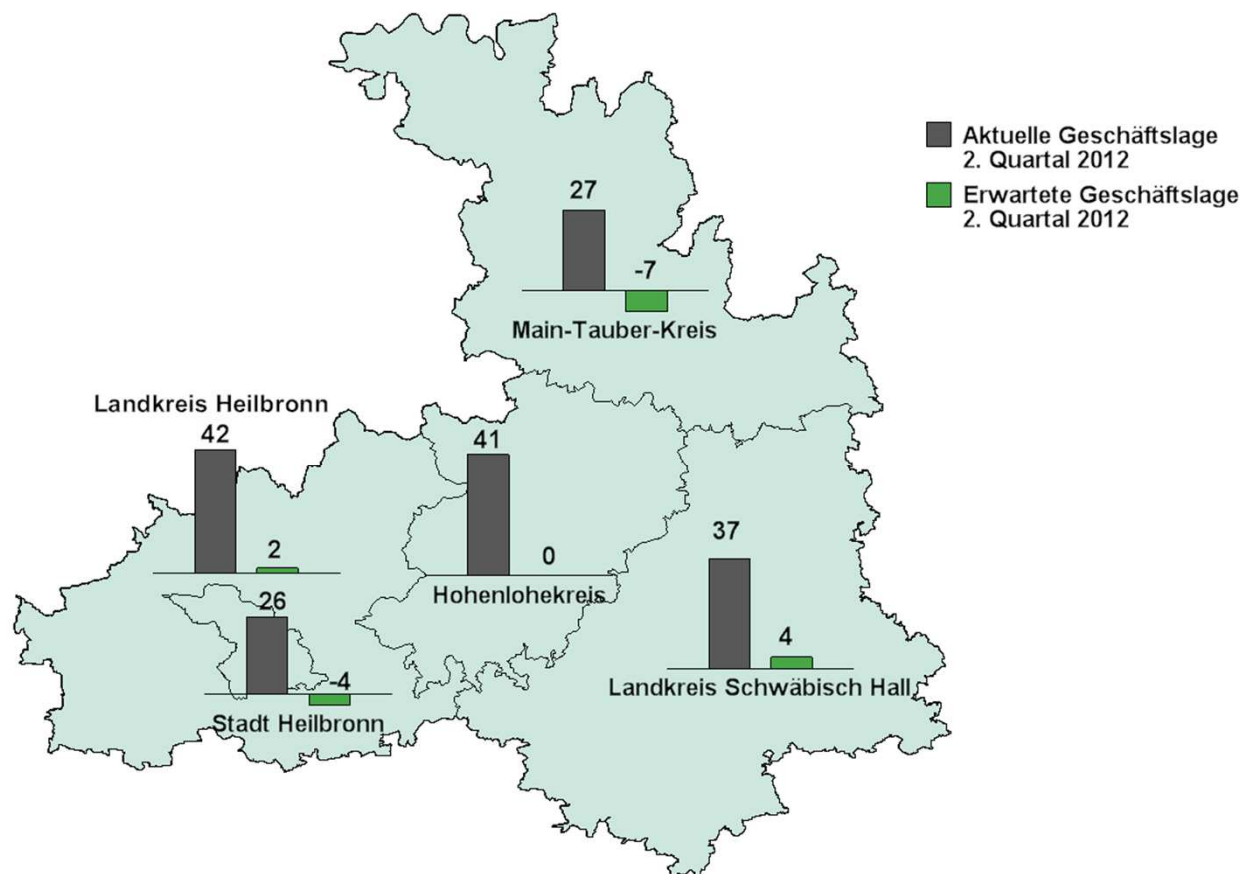 Aktuelle Geschäftslage
2. Quartal 2012
Erwartete Geschäftslage
2. Quartal 2012
27
-7
Main-Tauber-Kreis
Landkreis Heilbronn
42
2
41
0
Hohenlohekreis
37
4
Landkreis Schwäbisch Hall
26
-4
Stadt Heilbronn